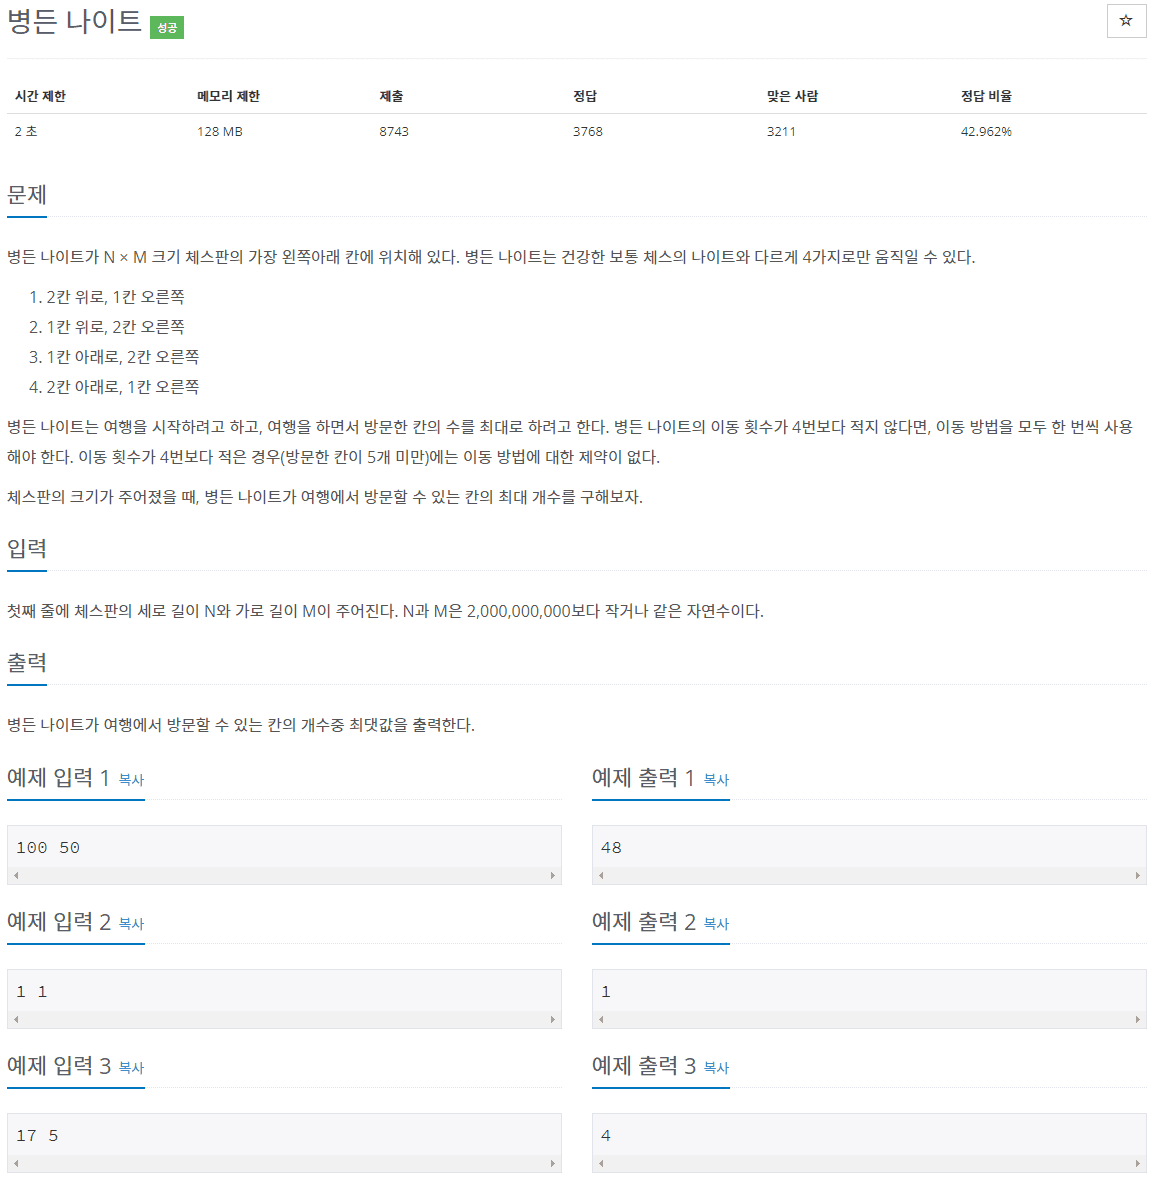 병든 나이트 성공
☆
시간 제한 메모리 제한 제출 정답 맞은 사람 정답 비율
2 초 128 MB 8743 3768 3211 42.962%
문제
병든 나이트가 N × M 크기 체스판의 가장 왼쪽아래 칸에 위치해 있다. 병든 나이트는 건강한 보통 체스의 나이트와 다르게 4가지로만 움직일 수 있다.
1. 2칸 위로, 1칸 오른쪽
2. 1칸 위로, 2칸 오른쪽
3. 1칸 아래로, 2칸 오른쪽
4. 2칸 아래로, 1칸 오른쪽
병든 나이트는 여행을 시작하려고 하고, 여행을 하면서 방문한 칸의 수를 최대로 하려고 한다. 병든 나이트의 이동 횟수가 4번보다 적지 않다면, 이동 방법을 모두 한 번씩 사용
해야 한다. 이동 횟수가 4번보다 적은 경우(방문한 칸이 5개 미만)에는 이동 방법에 대한 제약이 없다.
체스판의 크기가 주어졌을 때, 병든 나이트가 여행에서 방문할 수 있는 칸의 최대 개수를 구해보자.
입력
첫째 줄에 체스판의 세로 길이 N와 가로 길이 M이 주어진다. N과 M은 2,000,000,000보다 작거나 같은 자연수이다.
출력
병든 나이트가 여행에서 방문할 수 있는 칸의 개수중 최댓값을 출력한다.
예제 입력 1 복사 예제 출력 1 복사
100 50 48
예제 입력 2 복사 예제 출력 2 복사
1 1 1
예제 입력 3 복사 예제 출력 3 복사
17 5 4